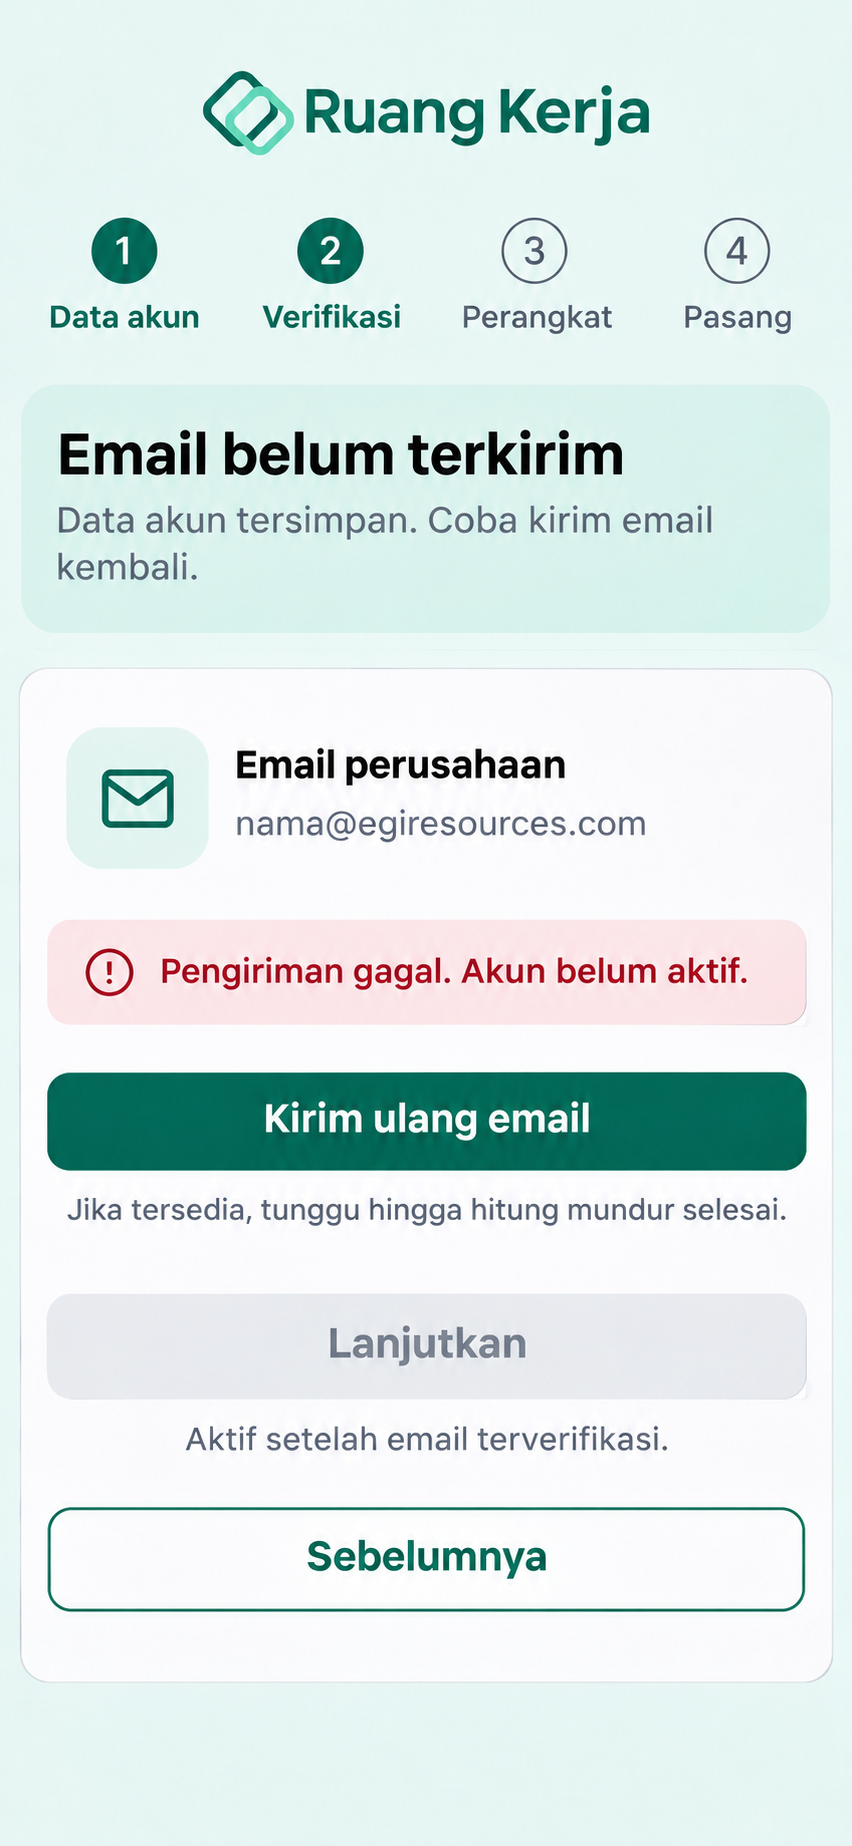 Ruang Kerja
1
2
3
4
Data akun
Verifikasi
Perangkat
Pasang
Email belum terkirim
Data akun tersimpan. Coba kirim email
kembali.
Email perusahaan
nama@egiresources.com
Pengiriman gagal. Akun belum aktif.
Kirim ulang email
Jika tersedia, tunggu hingga hitung mundur selesai.
Lanjutkan
Aktif setelah email terverifikasi.
Sebelumnya